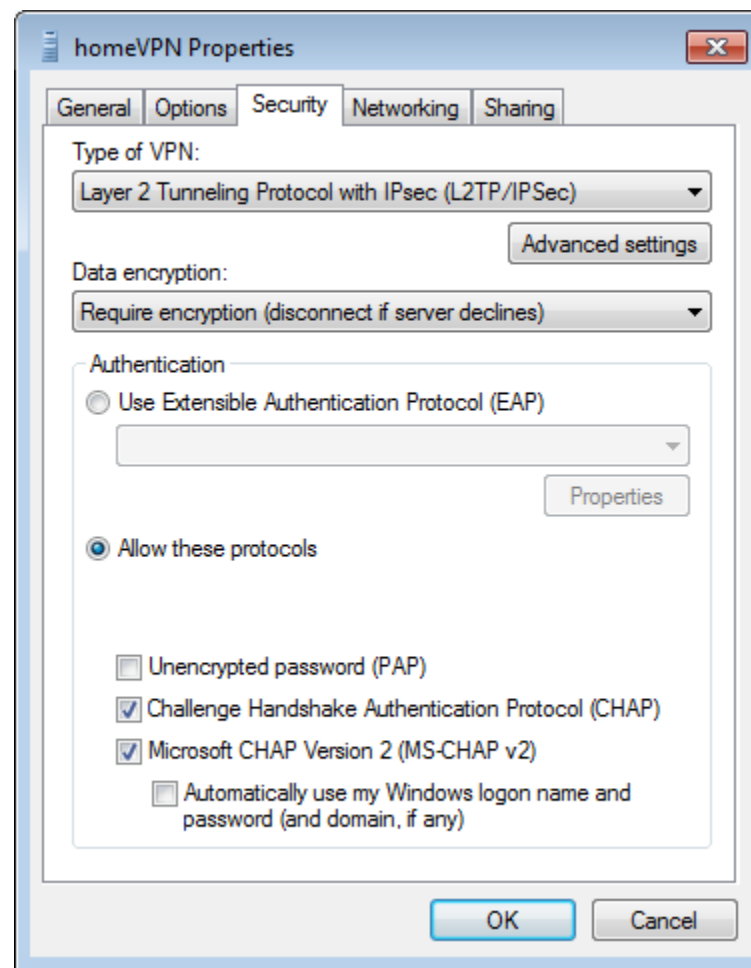 homeVPN Properties
General Options Security Networking Sharing
Type of VPN:
Layer 2 Tunneling Protocol with IPsec (L2TP/IPSec)
Advanced settings
Data encryption:
Require encryption (disconnect if server declines)
Authentication
Use Extensible Authentication Protocol (EAP)
Properties
Allow these protocols
Unencrypted password (PAP)
Challenge Handshake Authentication Protocol (CHAP)
Microsoft CHAP Version 2 (MS-CHAP v2)
Automatically use my Windows logon name and
password (and domain, if any)
OK Cancel